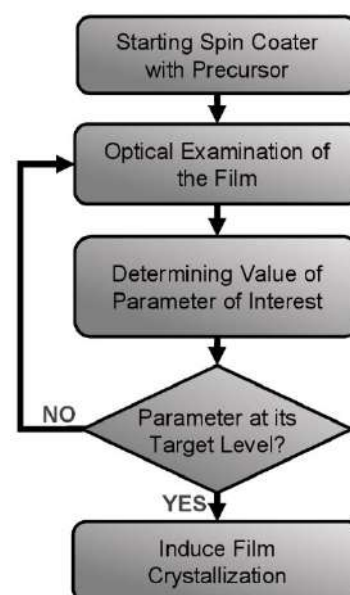 Starting Spin Coater
with Precursor
Optical Examination of
the Film
Determining Value of
Parameter of Interest
Parameter at its
Target Level?
NO
YES
Induce Film
Crystallization